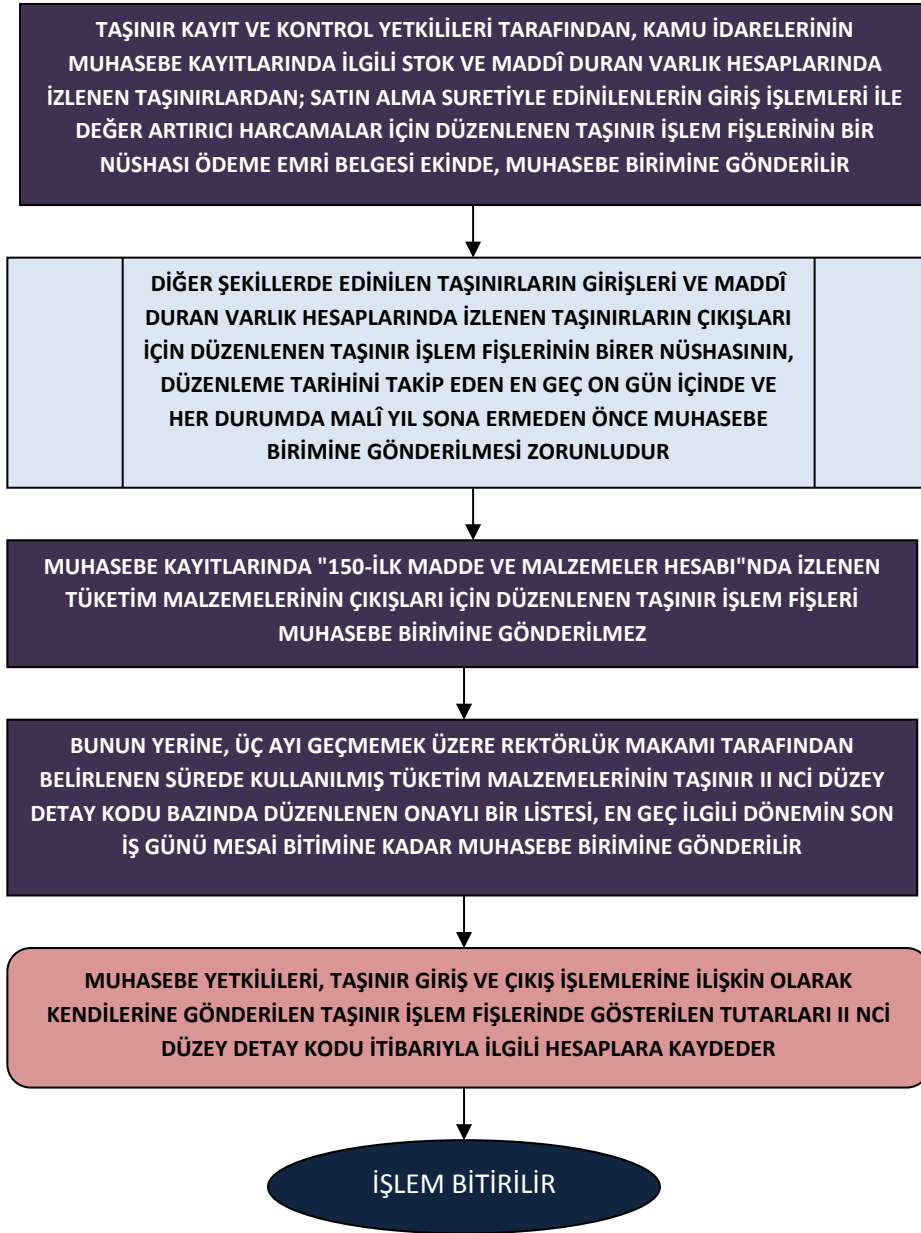 TAŞINIR KAYIT VE KONTROL YETKİLİLERİ TARAFINDAN, KAMU İDARELERİNİN
MUHASEBE KAYITLARINDA İLGİLİ STOK VE MADDÎ DURAN VARLIK HESAPLARINDA
İZLENEN TAŞINIRLARDAN; SATIN ALMA SURETİYLE EDİNİLENLERİN GİRİŞ İŞLEMLERİ İLE
DEĞER ARTIRICI HARCAMALAR İÇİN DÜZENLENEN TAŞINIR İŞLEM FİŞLERİNİN BİR
NÜSHASI ÖDEME EMRİ BELGESİ EKİNDE, MUHASEBE BİRİMİNE GÖNDERİLİR
DİĞER ŞEKİLLERDE EDİNİLEN TAŞINIRLARIN GİRİŞLERİ VE MADDÎ
DURAN VARLIK HESAPLARINDA İZLENEN TAŞINIRLARIN ÇIKIŞLARI
İÇİN DÜZENLENEN TAŞINIR İŞLEM FİŞLERİNİN BİRER NÜSHASININ,
DÜZENLEME TARİHİNİ TAKİP EDEN EN GEÇ ON GÜN İÇİNDE VE
HER DURUMDA MALÎ YIL SONA ERMEDEN ÖNCE MUHASEBE
BİRİMİNE GÖNDERİLMESİ ZORUNLUDUR
MUHASEBE KAYITLARINDA "150-İLK MADDE VE MALZEMELER HESABI"NDA İZLENEN
TÜKETİM MALZEMELERİNİN ÇIKIŞLARI İÇİN DÜZENLENEN TAŞINIR İŞLEM FİŞLERİ
MUHASEBE BİRİMİNE GÖNDERİLMEZ
BUNUN YERİNE, ÜÇ AYI GEÇMEMEK ÜZERE REKTÖRLÜK MAKAMI TARAFINDAN
BELİRLENEN SÜREDE KULLANILMIŞ TÜKETİM MALZEMELERİNİN TAŞINIR II NCİ DÜZEY
DETAY KODU BAZINDA DÜZENLENEN ONAYLI BİR LİSTESİ, EN GEÇ İLGİLİ DÖNEMİN SON
İŞ GÜNÜ MESAİ BİTİMİNE KADAR MUHASEBE BİRİMİNE GÖNDERİLİR
MUHASEBE YETKİLİLERİ, TAŞINIR GİRİŞ VE ÇIKIŞ İŞLEMLERİNE İLİŞKİN OLARAK
KENDİLERİNE GÖNDERİLEN TAŞINIR İŞLEM FİŞLERİNDE GÖSTERİLEN TUTARLARI II NCİ
DÜZEY DETAY KODU İTİBARIYLA İLGİLİ HESAPLARA KAYDEDER
İŞLEM BİTİRİLİR